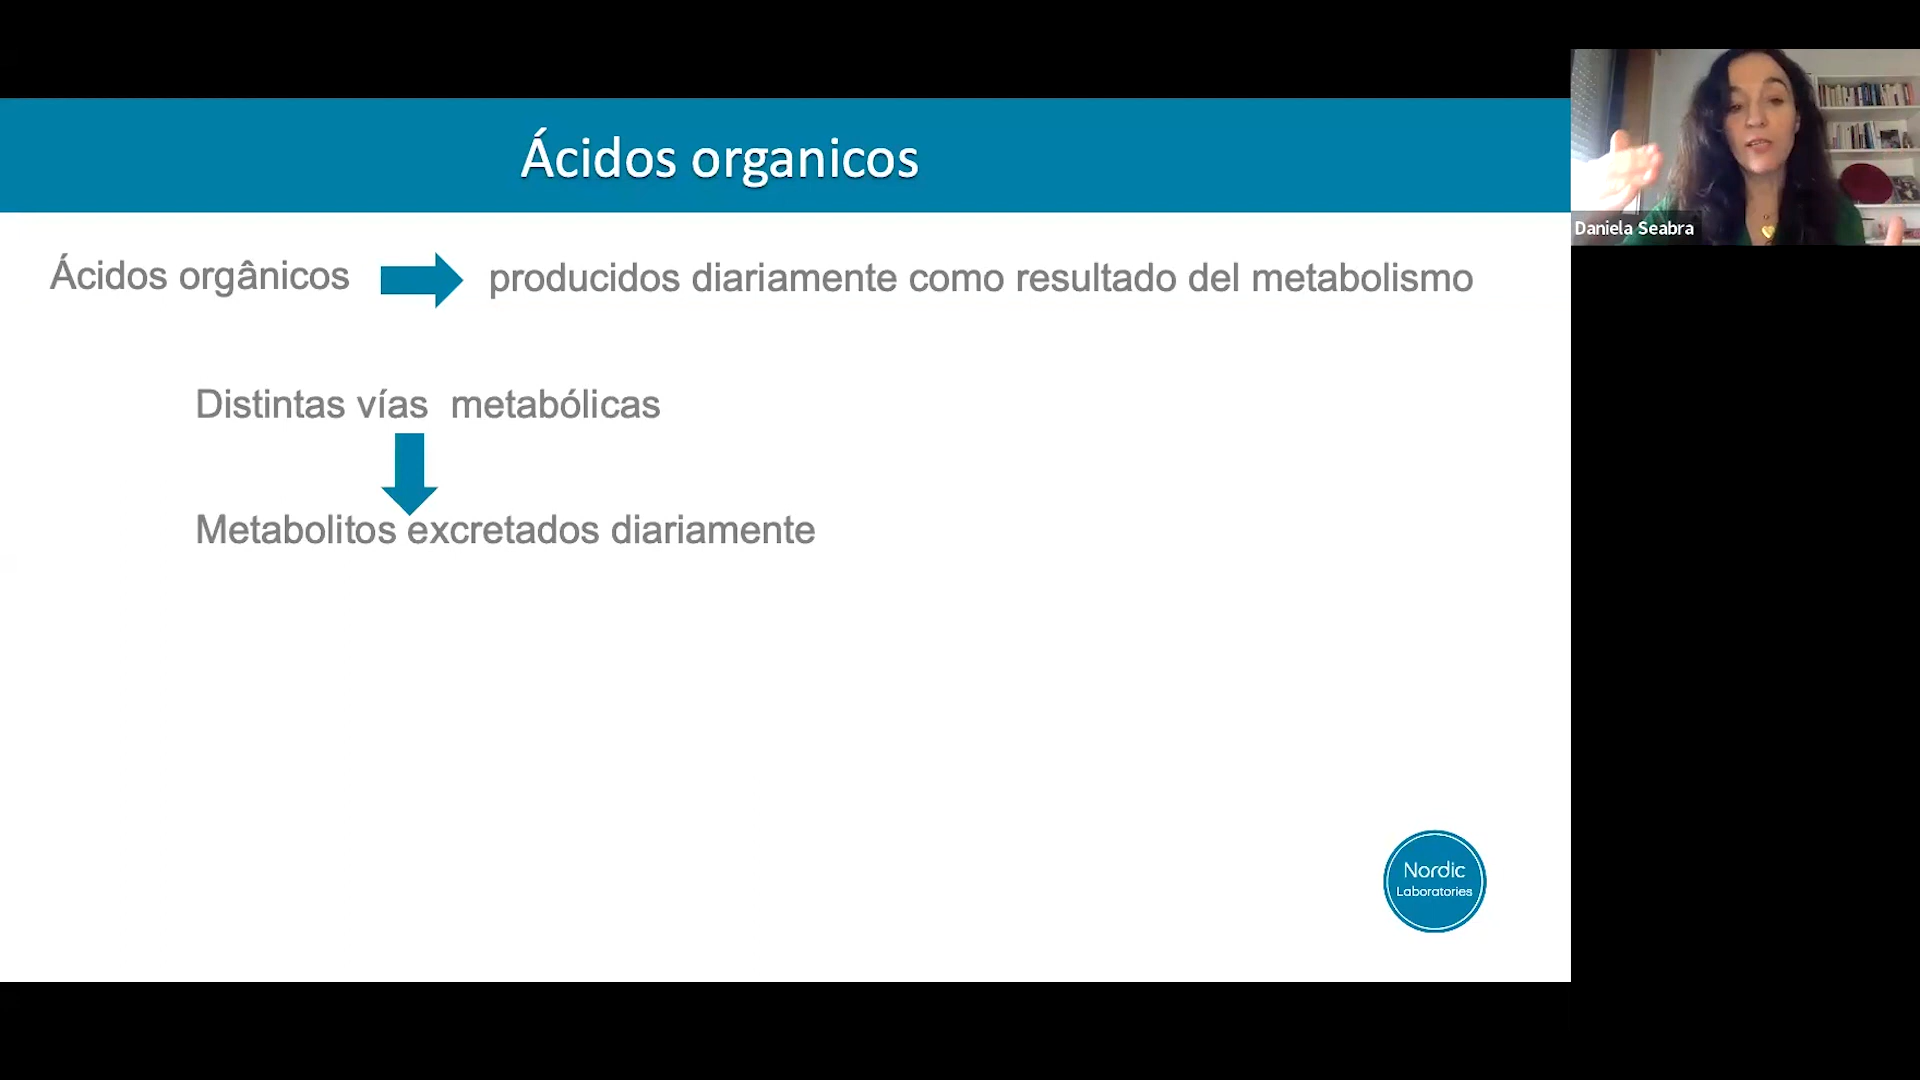 Ácidos organicos
Daniela Seabra
Ácidos orgânicos
producidos diariamente como resultado del metabolismo
Distintas vías metabólicas
Metabolitos excretados diariamente
Nordic
Laboratories